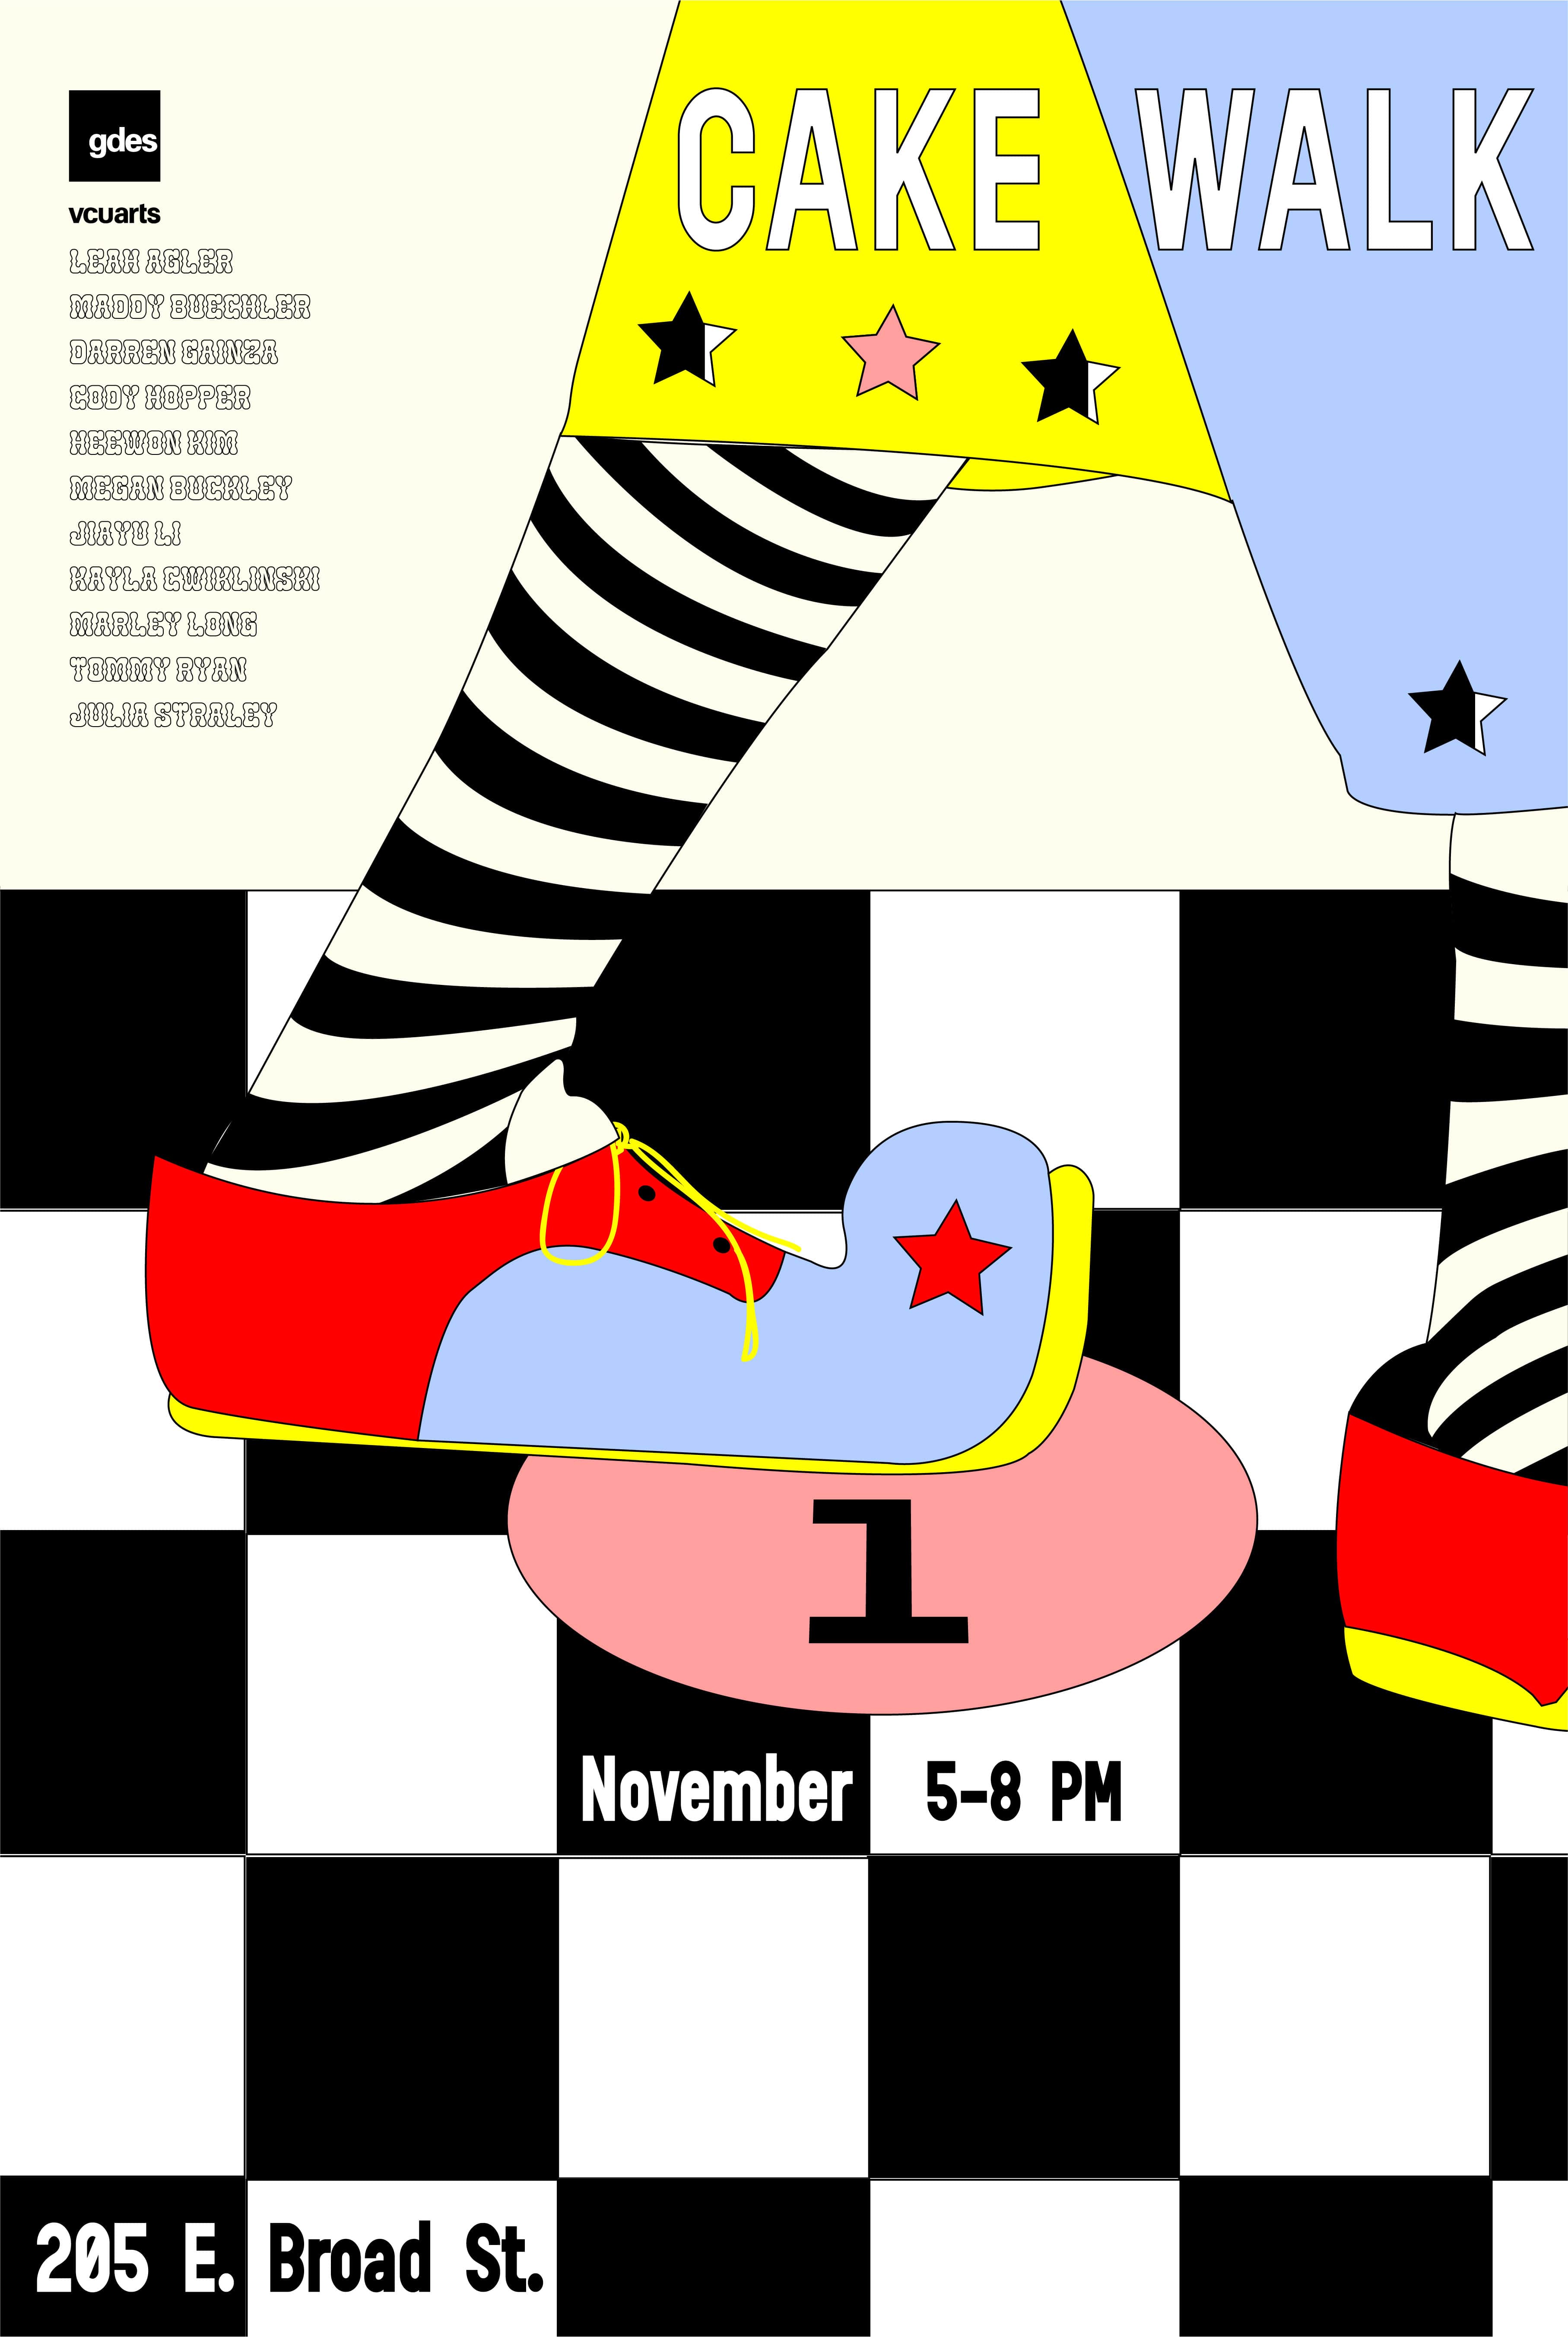 CAKE WALK
gdes
vcuarts
LEAH AGLER
MADDY BUECHLER
DARREN GAINZA
CODY HOPPER
HEEWON KIM
MEGAN BUCKLEY
JIAYU LI
KAYLA CWIKLINSKI
MARLEY LONG
TOMMY RYAN
JULIA STRALEY
1
November 5-8 PM
205 E. Broad St.